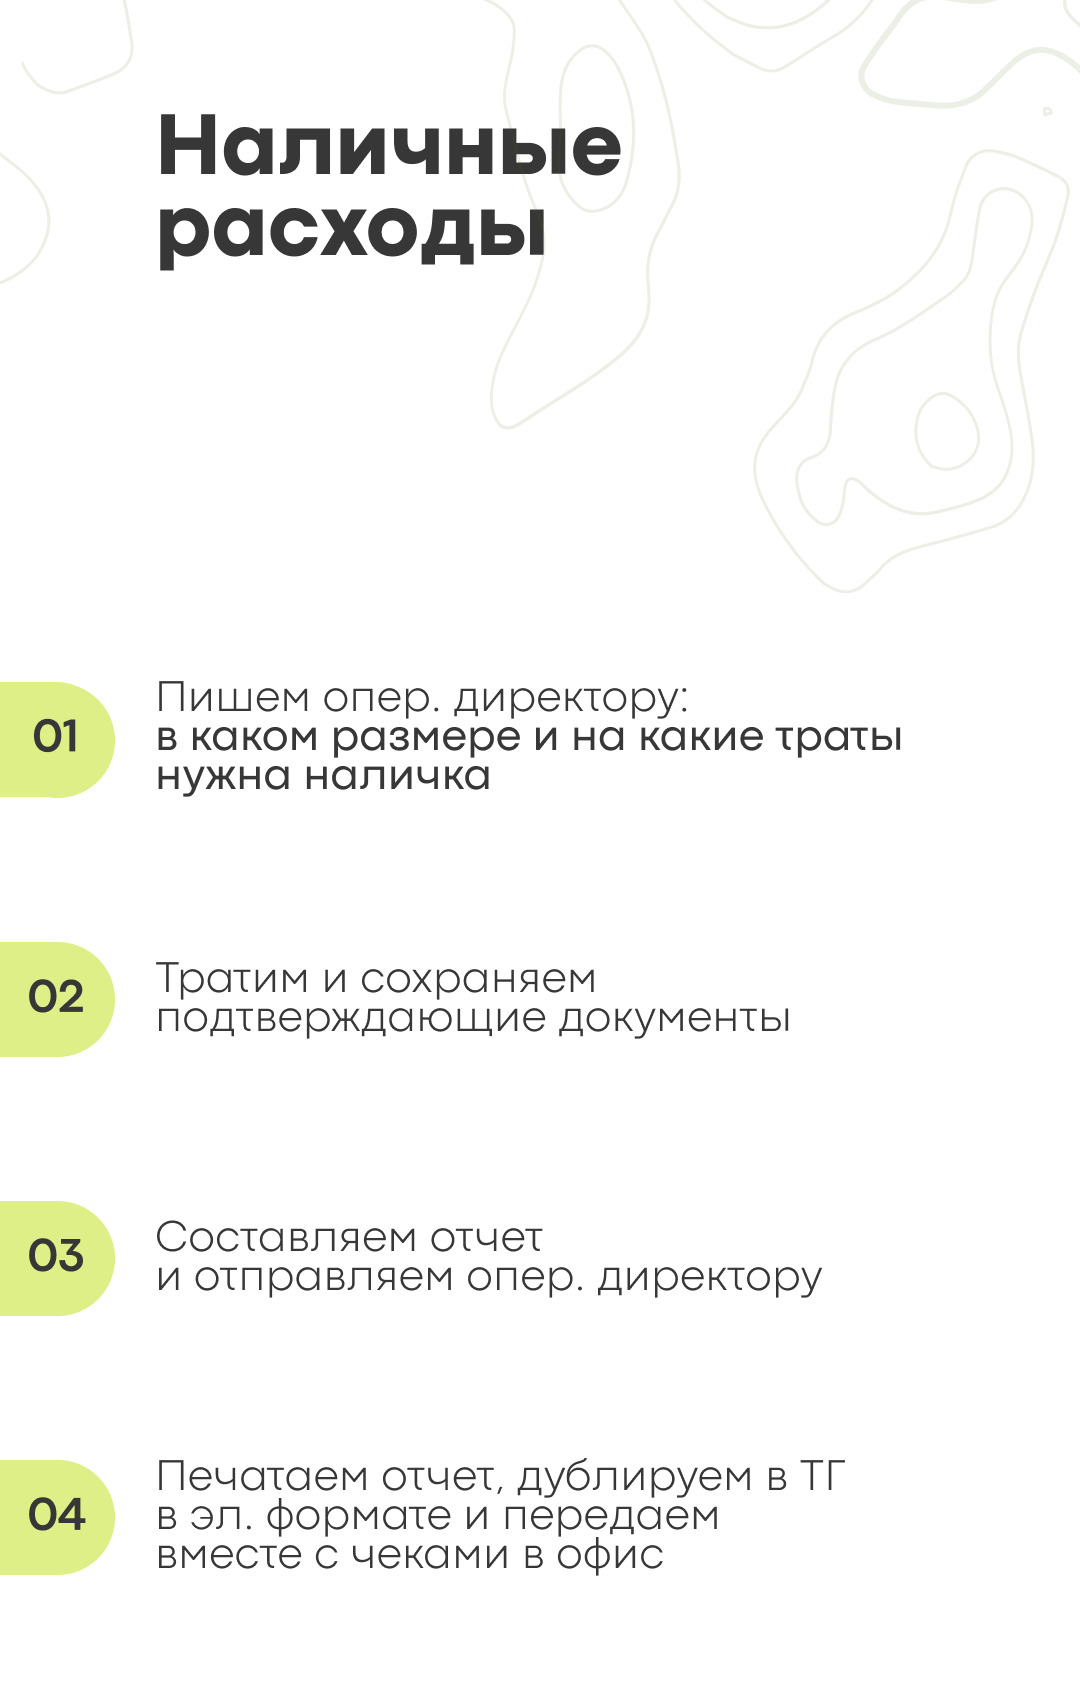 Наличные
расходы
01
Пишем опер. директору:
в каком размере и на какие траты
нужна наличка
02
Тратим и сохраняем
подтверждающие документы
03
Составляем отчет
и отправляем опер. директору
04
Печатаем отчет, дублируем в ТГ
в эл. формате и передаем
вместе с чеками в офис